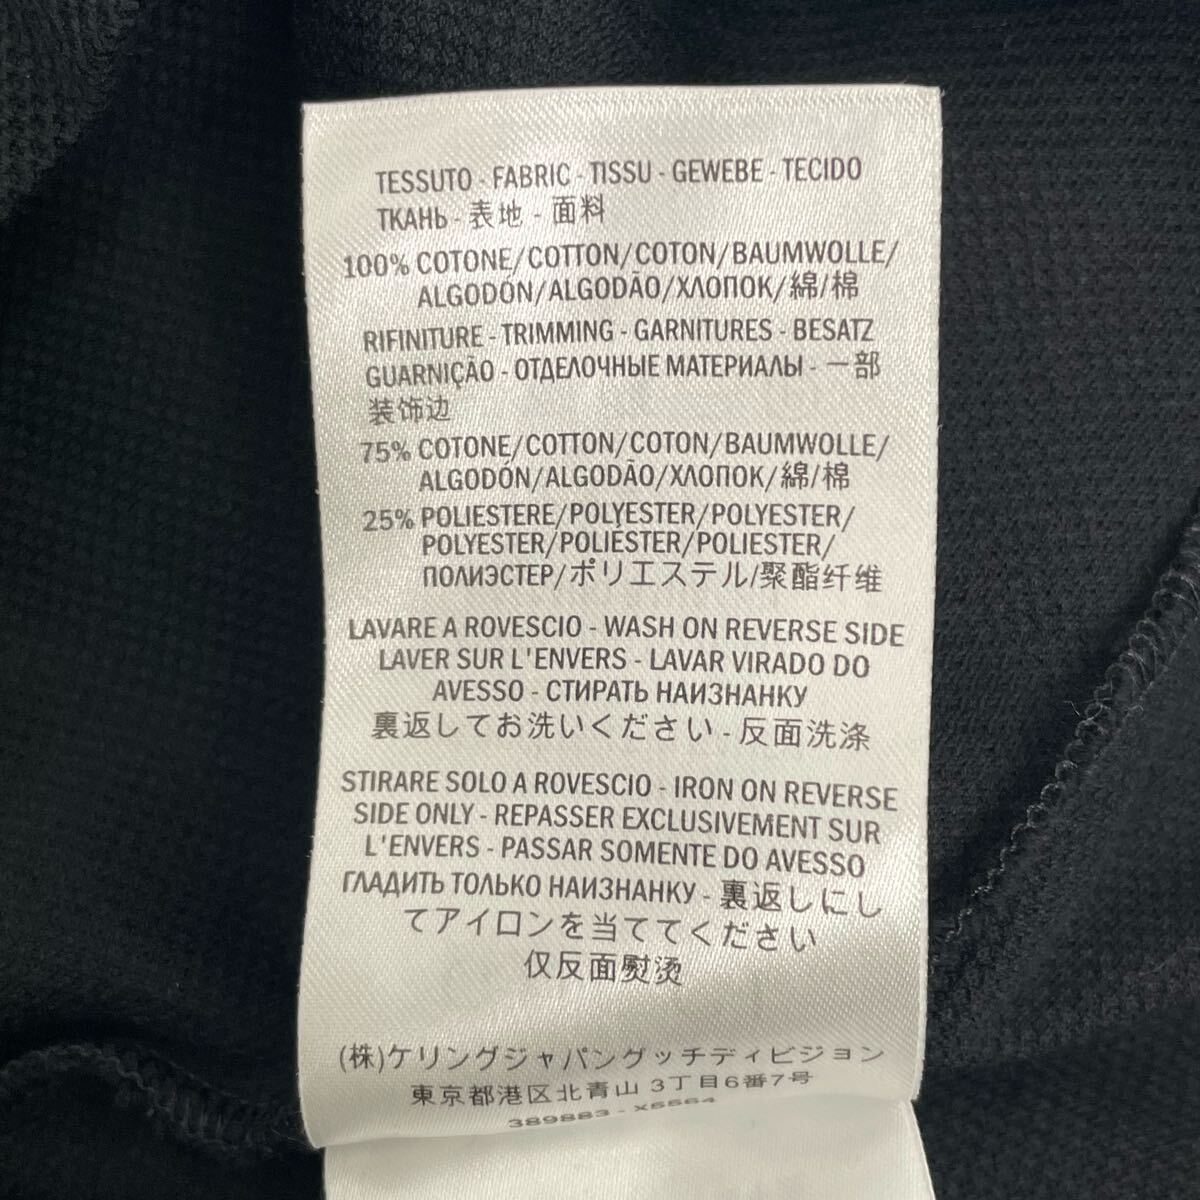 TESSUTO - FABRIC - TISSU - GEWEBE - TECIDO
ТКАНЬ - 表地 - 面料
100% COTONE/COTTON/COTON/BAUMWOLLE/
ALGODÓN/ALGODÃO/ХЛОПОК/綿/棉
RIFINITURE - TRIMMING - GARNITURES - BESATZ
GUARNIÇÃO - ОТДЕЛОЧНЫЕ МАТЕРИАЛЫ - 一部
装饰边
75% COTONE/COTTON/COTON/BAUMWOLLE/
ALGODÓN/ALGODÃO/ХЛОПОК/綿/棉
25% POLIESTERE/POLYESTER/POLYESTER/
POLYESTER/POLIÉSTER/POLIESTER/
ПОЛИЭСТЕР/ポリエステル/聚酯纤维
LAVARE A ROVESCIO - WASH ON REVERSE SIDE
LAVER SUR L'ENVERS - LAVAR VIRADO DO
AVESSO - СТИРАТЬ НАИЗНАНКУ
裏返してお洗いください - 反面洗涤
STIRARE SOLO A ROVESCIO - IRON ON REVERSE
SIDE ONLY - REPASSER EXCLUSIVEMENT SUR
L'ENVERS - PASSAR SOMENTE DO AVESSO
ГЛАДИТЬ ТОЛЬКО НАИЗНАНКУ - 裏返しにし
てアイロンを当ててください
仅反面熨烫
(株)ケリングジャパングッチディビジョン
東京都港区北青山 3丁目6番7号
389883 - X5564